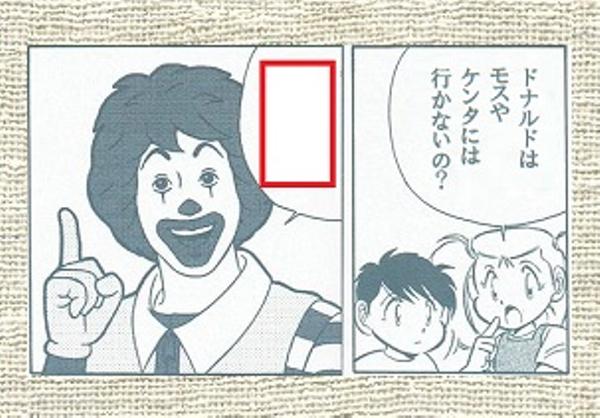 ドナルドは
モスや
ケンタには
行かないの？